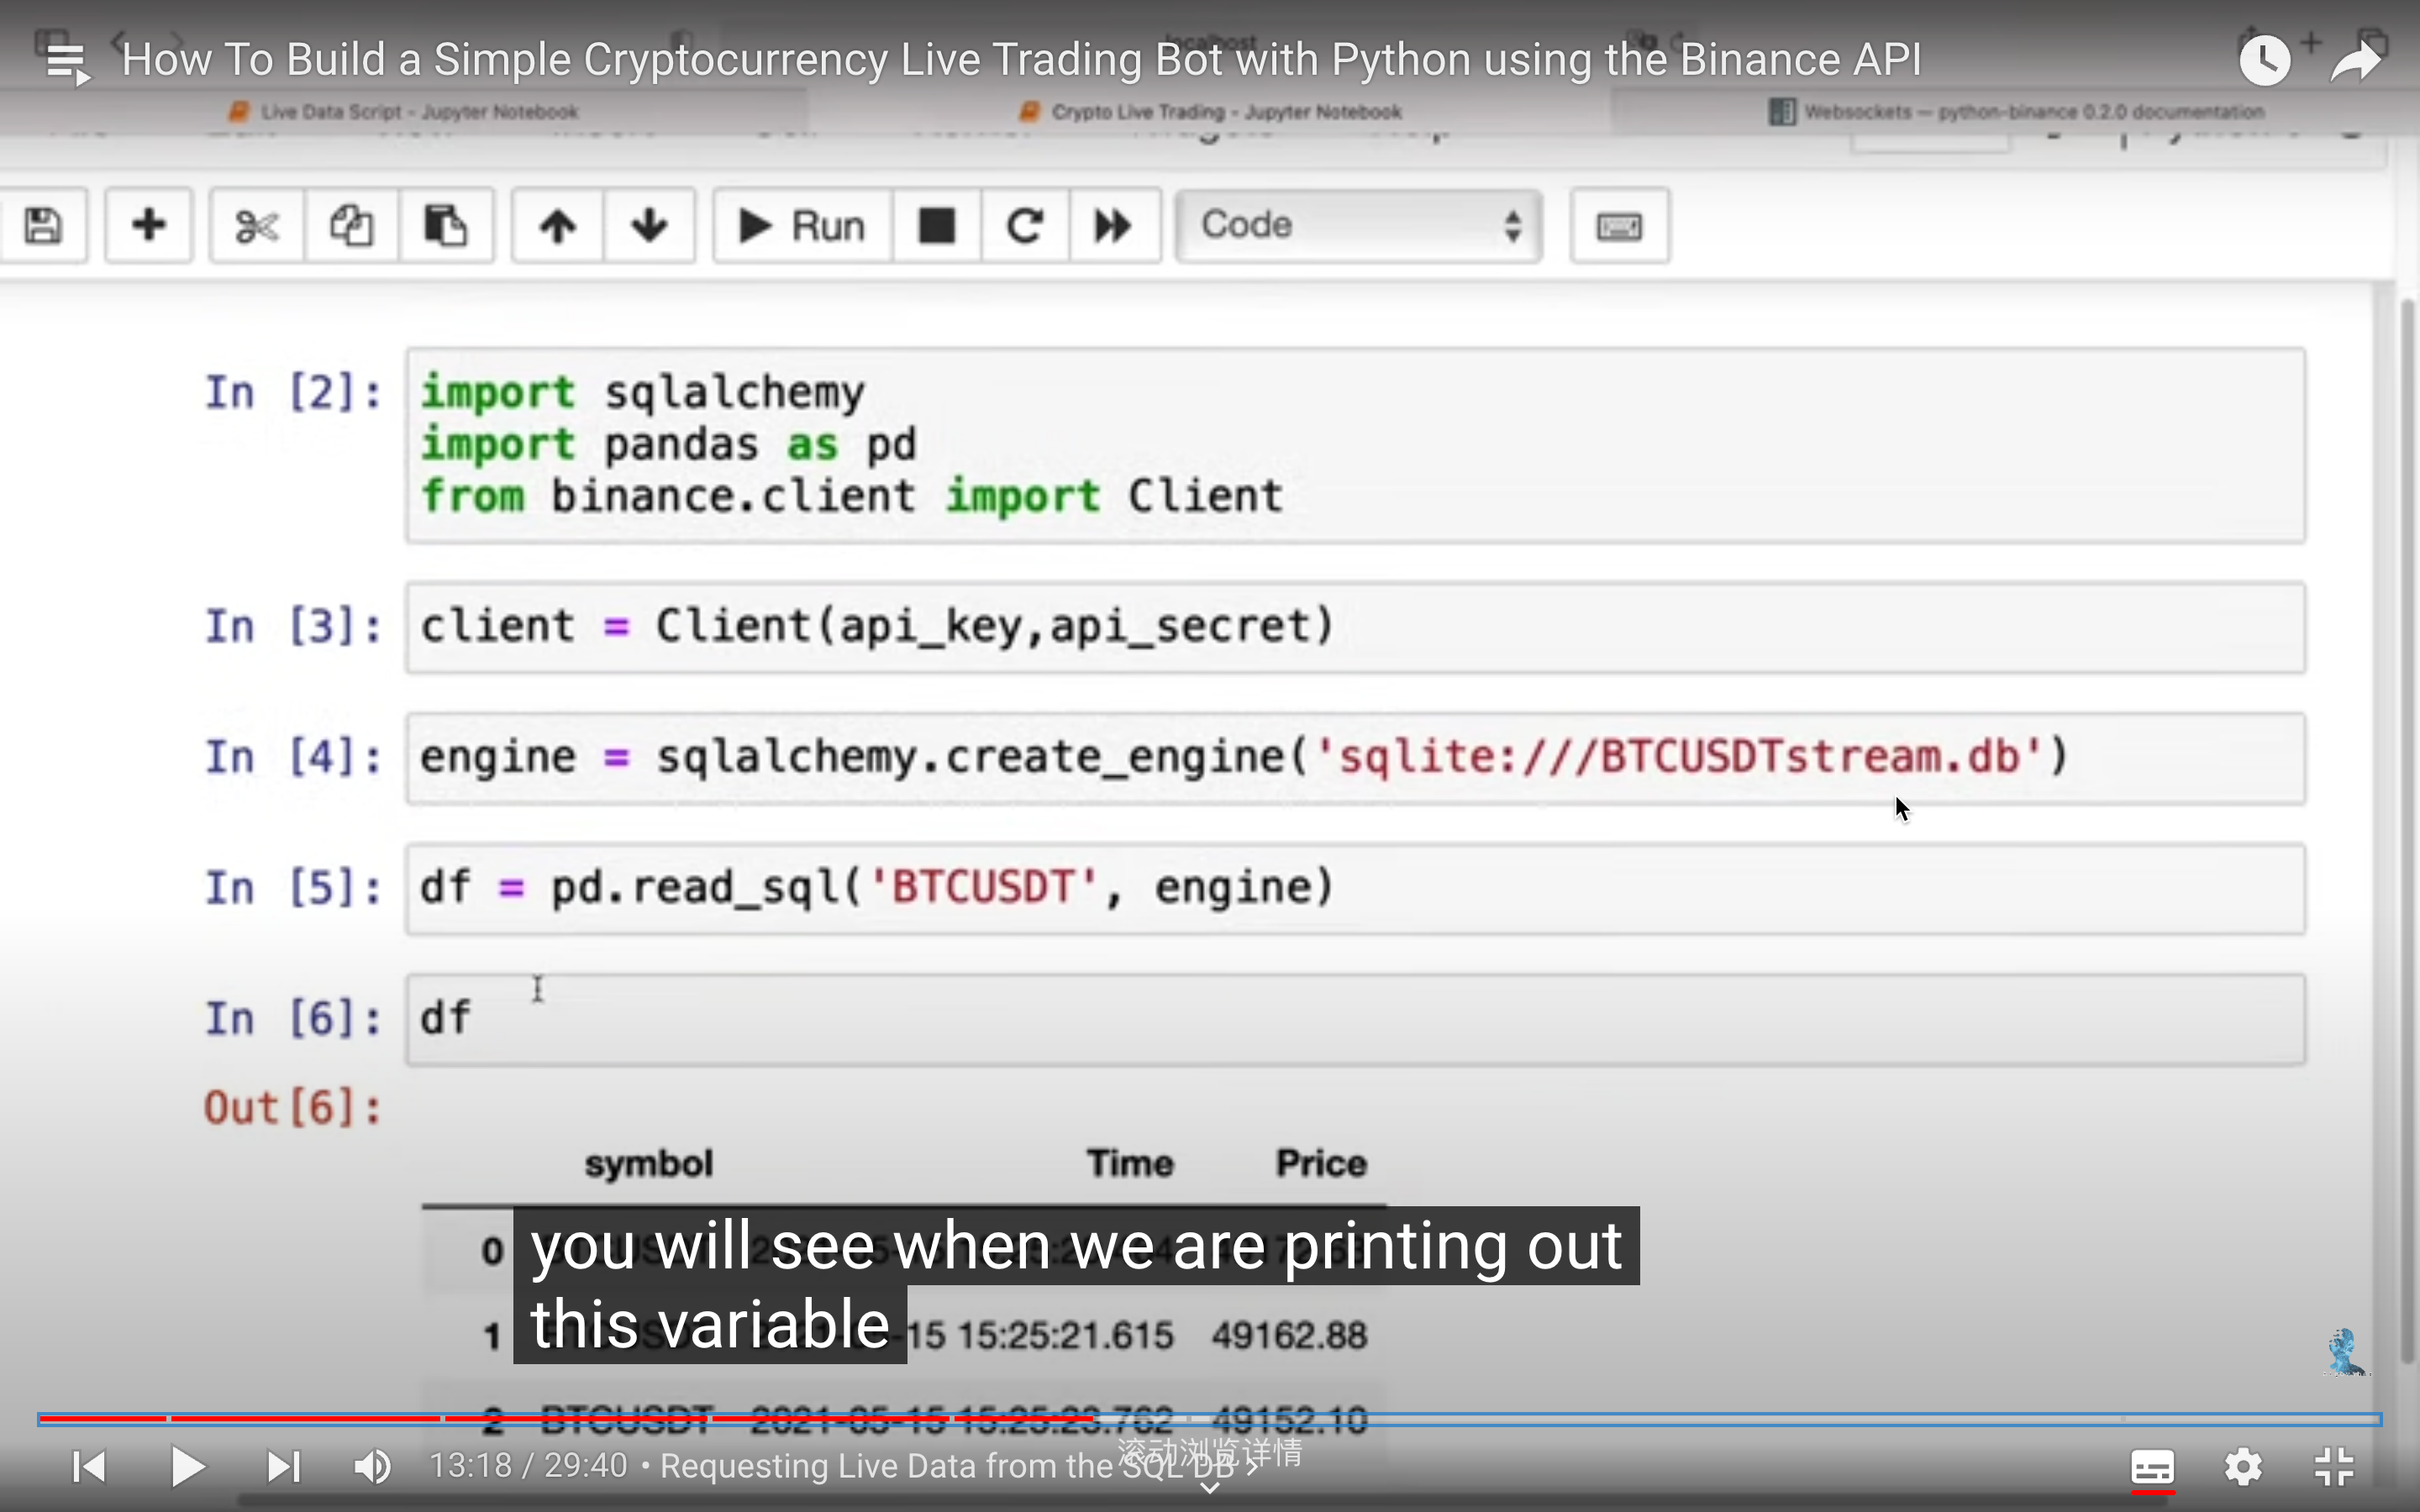 How To Build a Simple Cryptocurrency Live Trading Bot with Python using the Binance API
localhost
Live Data Script - Jupyter Notebook
Crypto Live Trading - Jupyter Notebook
Websockets — python-binance 0.2.0 documentation
Run
Code
In [2]:
import sqlalchemy
import pandas as pd
from binance.client import Client
In [3]:
client = Client(api_key,api_secret)
In [4]:
engine = sqlalchemy.create_engine('sqlite:///BTCUSDTstream.db')
In [5]:
df = pd.read_sql('BTCUSDT', engine)
In [6]:
df
Out[6]:
symbol Time Price
0
you will see when we are printing out
this variable
1 -15 15:25:21.615 49162.88
2 BTCUSDT 2021-05-15 15:25:23.762 49152.10
滚动浏览详情
13:18 / 29:40 • Requesting Live Data from the SQL DB